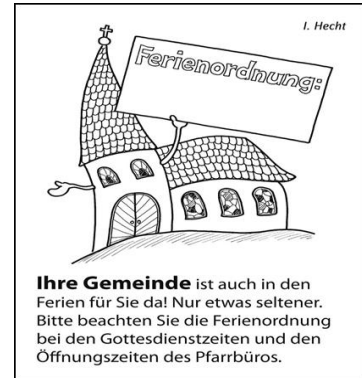 I. Hecht
Ferienordnung:
Ihre Gemeinde ist auch in den
Ferien für Sie da! Nur etwas seltener.
Bitte beachten Sie die Ferienordnung
bei den Gottesdienstzeiten und den
Öffnungszeiten des Pfarrbüros.